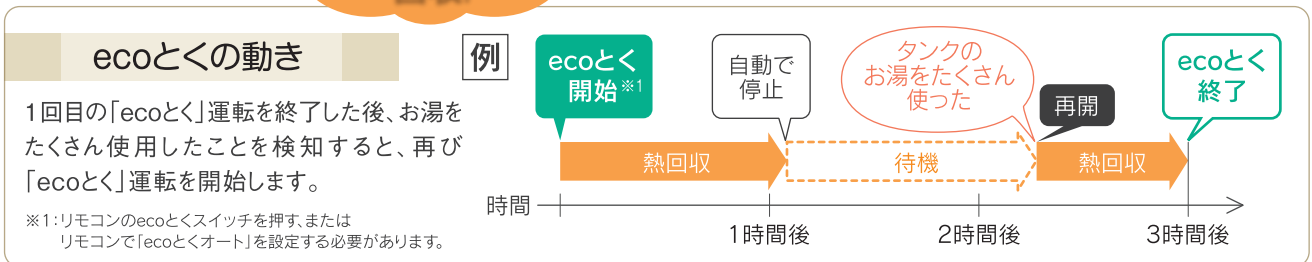 ecoとくの動き
1回目の「ecoとく」運転を終了した後、お湯を
たくさん使用したことを検知すると、再び
「ecoとく」運転を開始します。
※1：リモコンのecoとくスイッチを押す、または
リモコンで「ecoとくオート」を設定する必要があります。
例
ecoとく
開始※1
自動で
停止
タンクの
お湯をたくさん
使った
再開
ecoとく
終了
熱回収
待機
熱回収
時間
1時間後
2時間後
3時間後